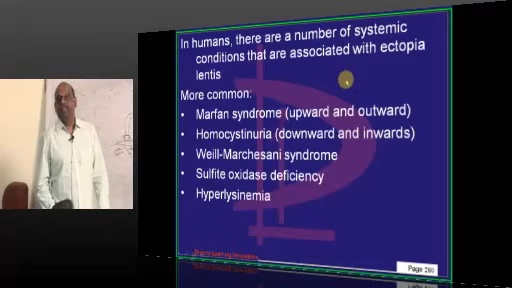 In humans, there are a number of systemic
conditions that are associated with ectopia
lentis
More common:
• Marfan syndrome (upward and outward)
• Homocystinuria (downward and inwards)
• Weill-Marchesani syndrome
• Sulfite oxidase deficiency
• Hyperlysinemia
Page 280